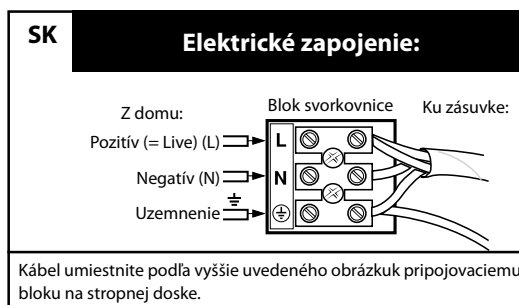 SK
Elektrické zapojenie:
Z domu:
Blok svorkovnice
Ku zásuvke:
Pozitív (= Live) (L)
L
Negatív (N)
N
Uzemnenie
Kábel umiestnite podľa vyššie uvedeného obrázkuk pripojovaciemu
bloku na stropnej doske.